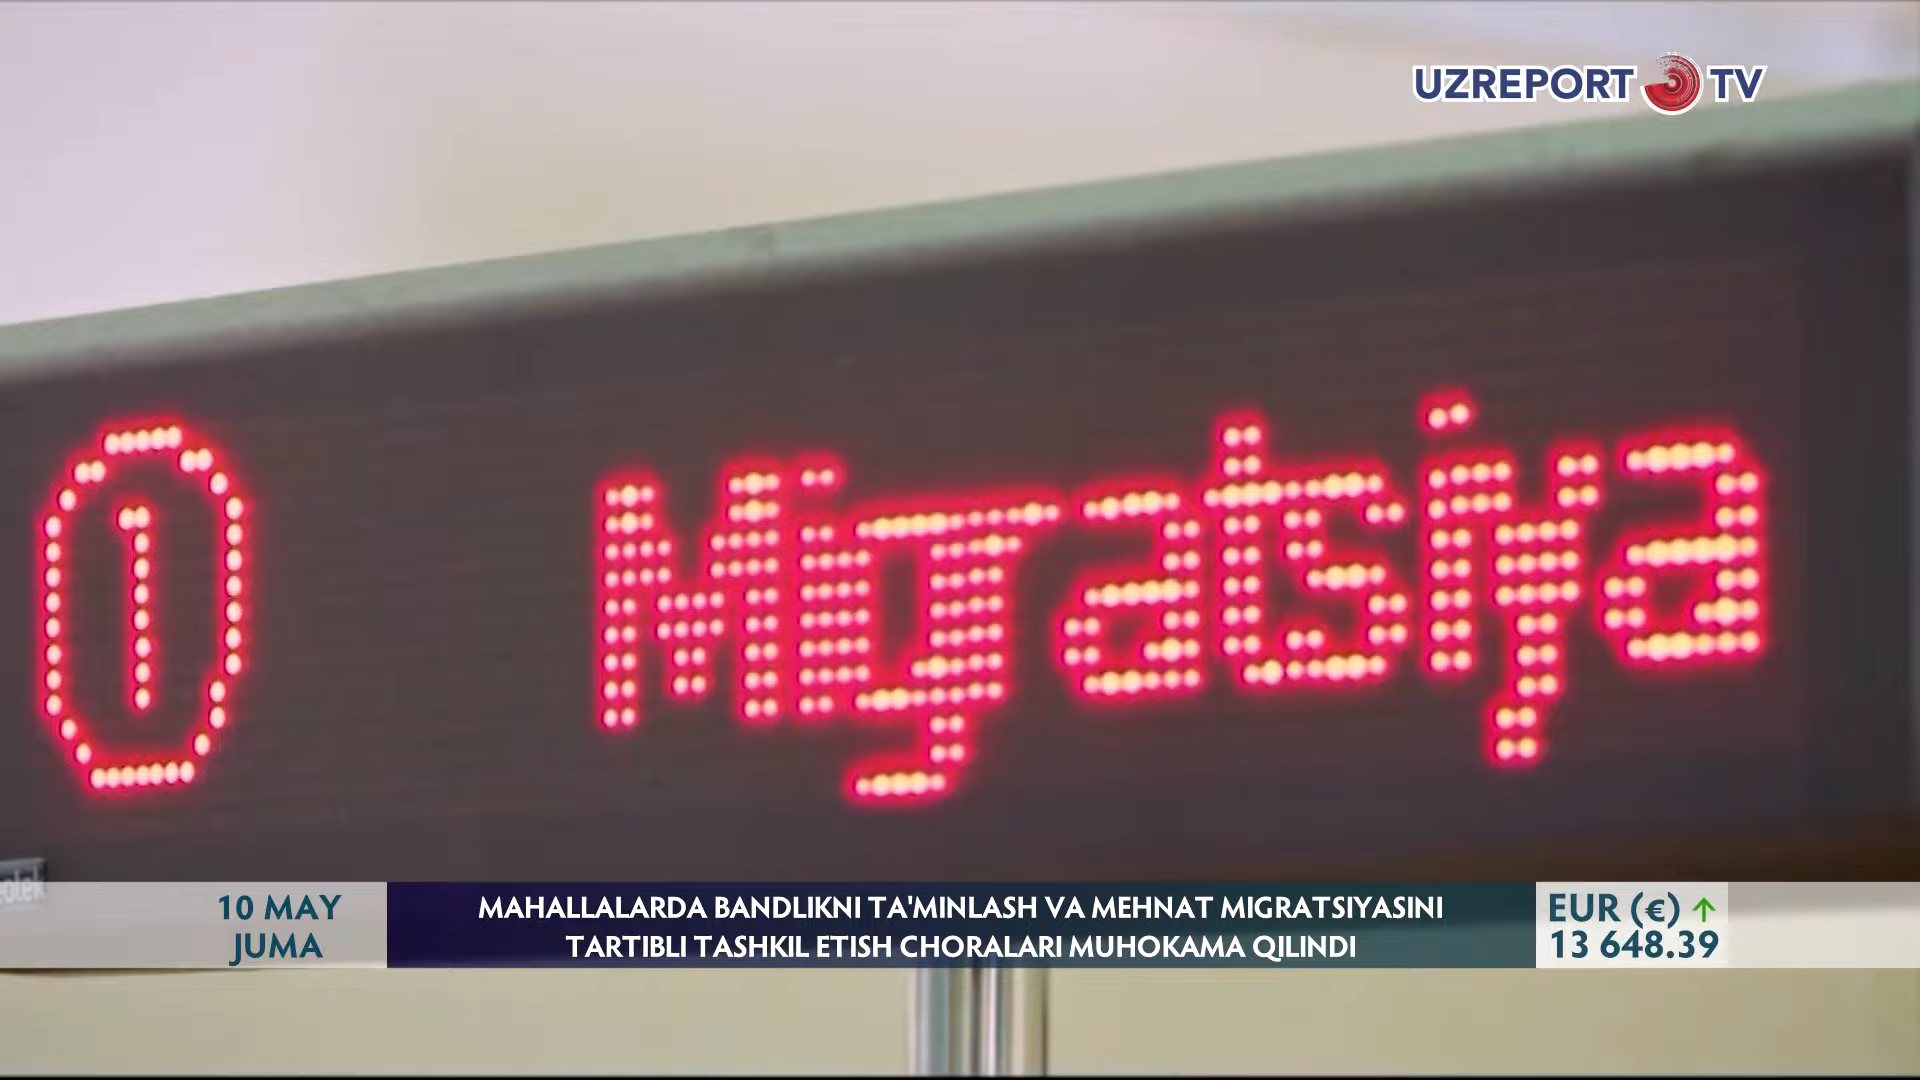 UZREPORT TV
1 Migratsiya
10 MAY
JUMA
MAHALLALARDA BANDLIKNI TA'MINLASH VA MEHNAT MIGRATSIYASINI
TARTIBLI TASHKIL ETISH CHORALARI MUHOKAMA QILINDI
EUR (€) ↑
13 648.39